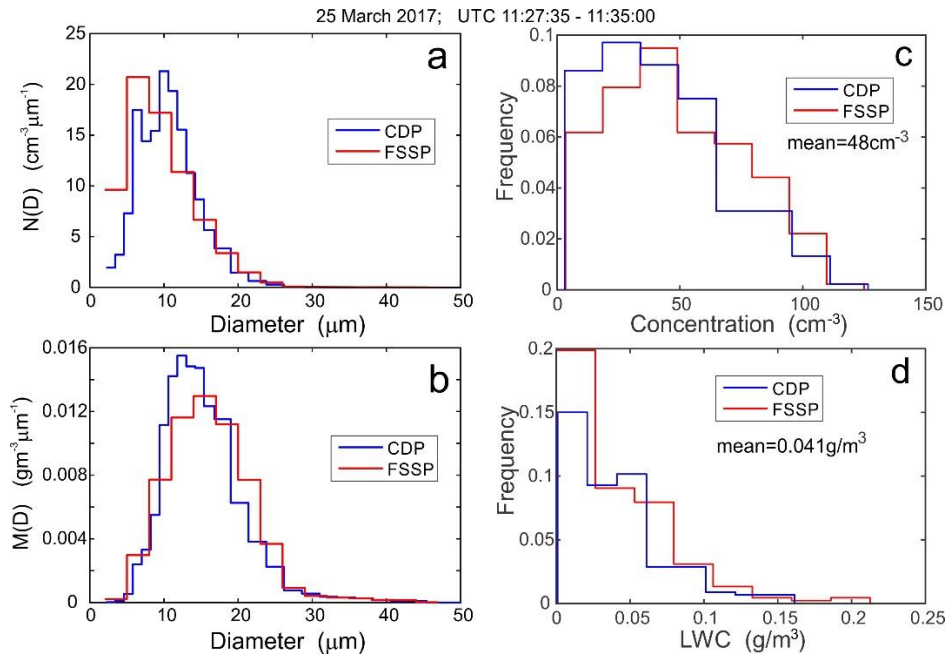 25 March 2017; UTC 11:27:35 - 11:35:00
a
N(D) (cm⁻³μm⁻¹)
25
20
15
10
5
0
0 10 20 30 40 50
Diameter (μm)
CDP
FSSP
b
M(D) (gm⁻³μm⁻¹)
0.016
0.012
0.008
0.004
0
0 10 20 30 40 50
Diameter (μm)
CDP
FSSP
c
Frequency
0.1
0.08
0.06
0.04
0.02
0
0 50 100 150
Concentration (cm⁻³)
CDP
FSSP
mean=48cm⁻³
d
Frequency
0.2
0.15
0.1
0.05
0
0 0.05 0.1 0.15 0.2 0.25
LWC (g/m³)
CDP
FSSP
mean=0.041g/m³